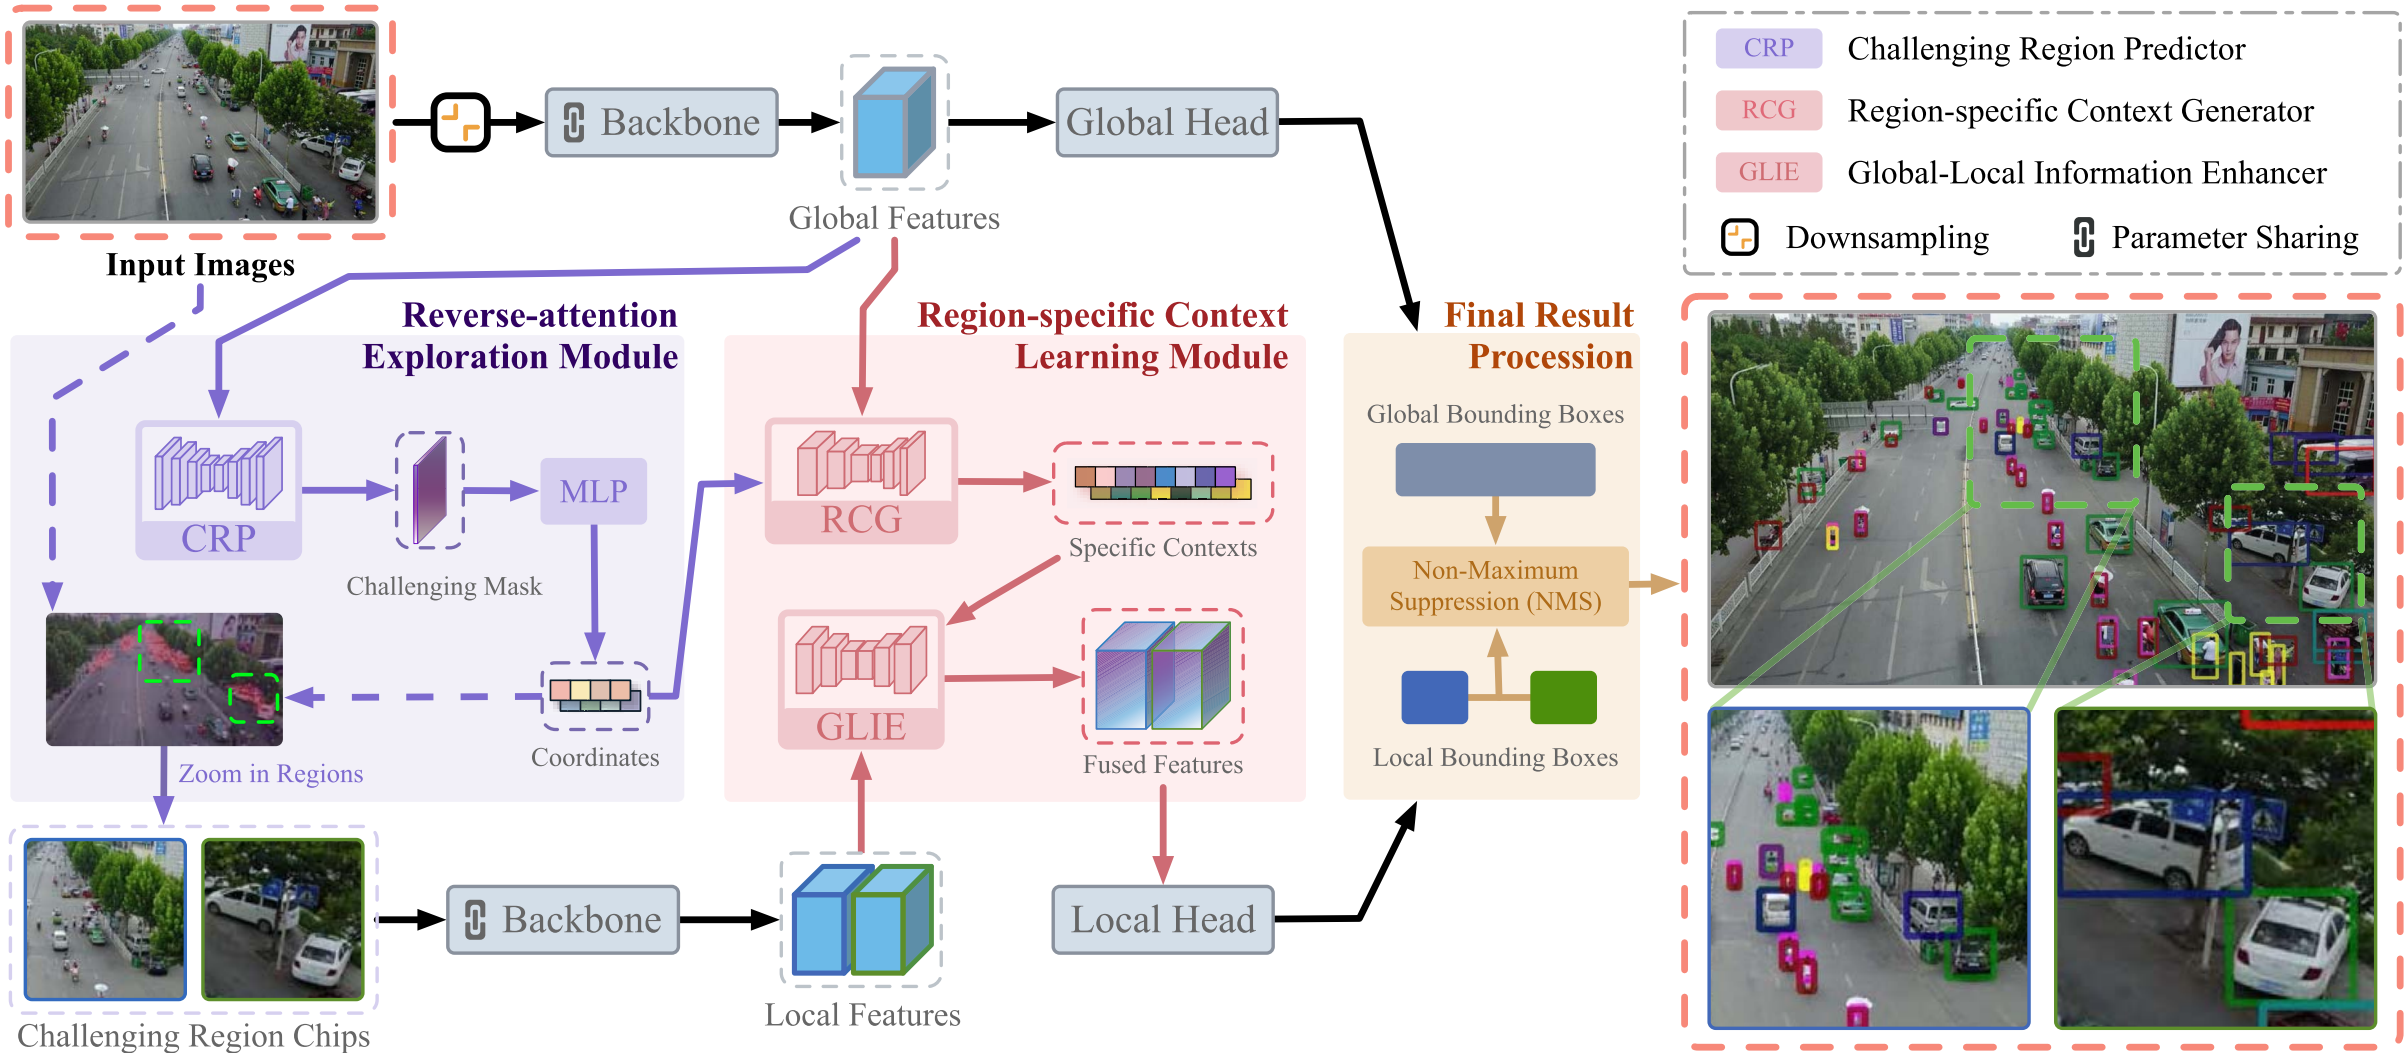 Input Images
Backbone
Global Features
Global Head
CRP
Challenging Region Predictor
RCG
Region-specific Context Generator
GLIE
Global-Local Information Enhancer
Downsampling
Parameter Sharing
Reverse-attention
Exploration Module
CRP
Challenging Mask
MLP
Coordinates
Zoom in Regions
Challenging Region Chips
Region-specific Context
Learning Module
RCG
Specific Contexts
GLIE
Fused Features
Backbone
Local Features
Local Head
Final Result
Procession
Global Bounding Boxes
Non-Maximum
Suppression (NMS)
Local Bounding Boxes